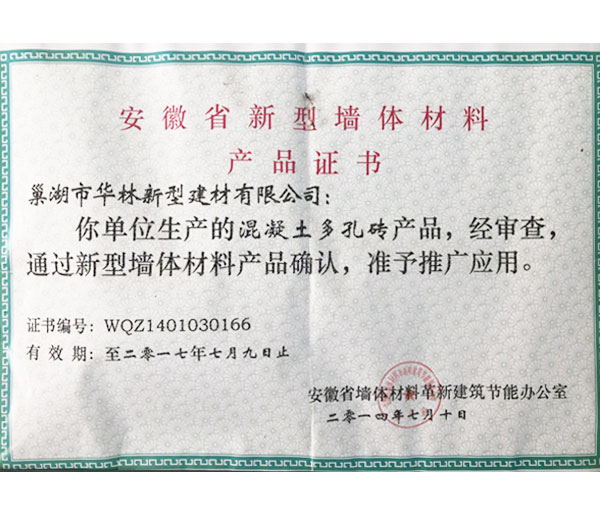 安徽省新型墙体材料
产品证书
巢湖市华林新型建材有限公司：
你单位生产的混凝土多孔砖产品，经审查，
通过新型墙体材料产品确认，准予推广应用。
证书编号：WQZ1401030166
有 效 期：至二〇一七年七月九日止
安徽省墙体材料革新建筑节能办公室
二〇一四年七月十日